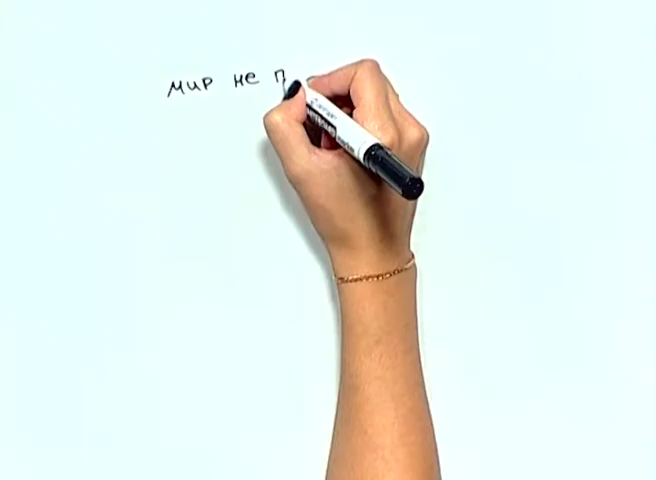 мир не п